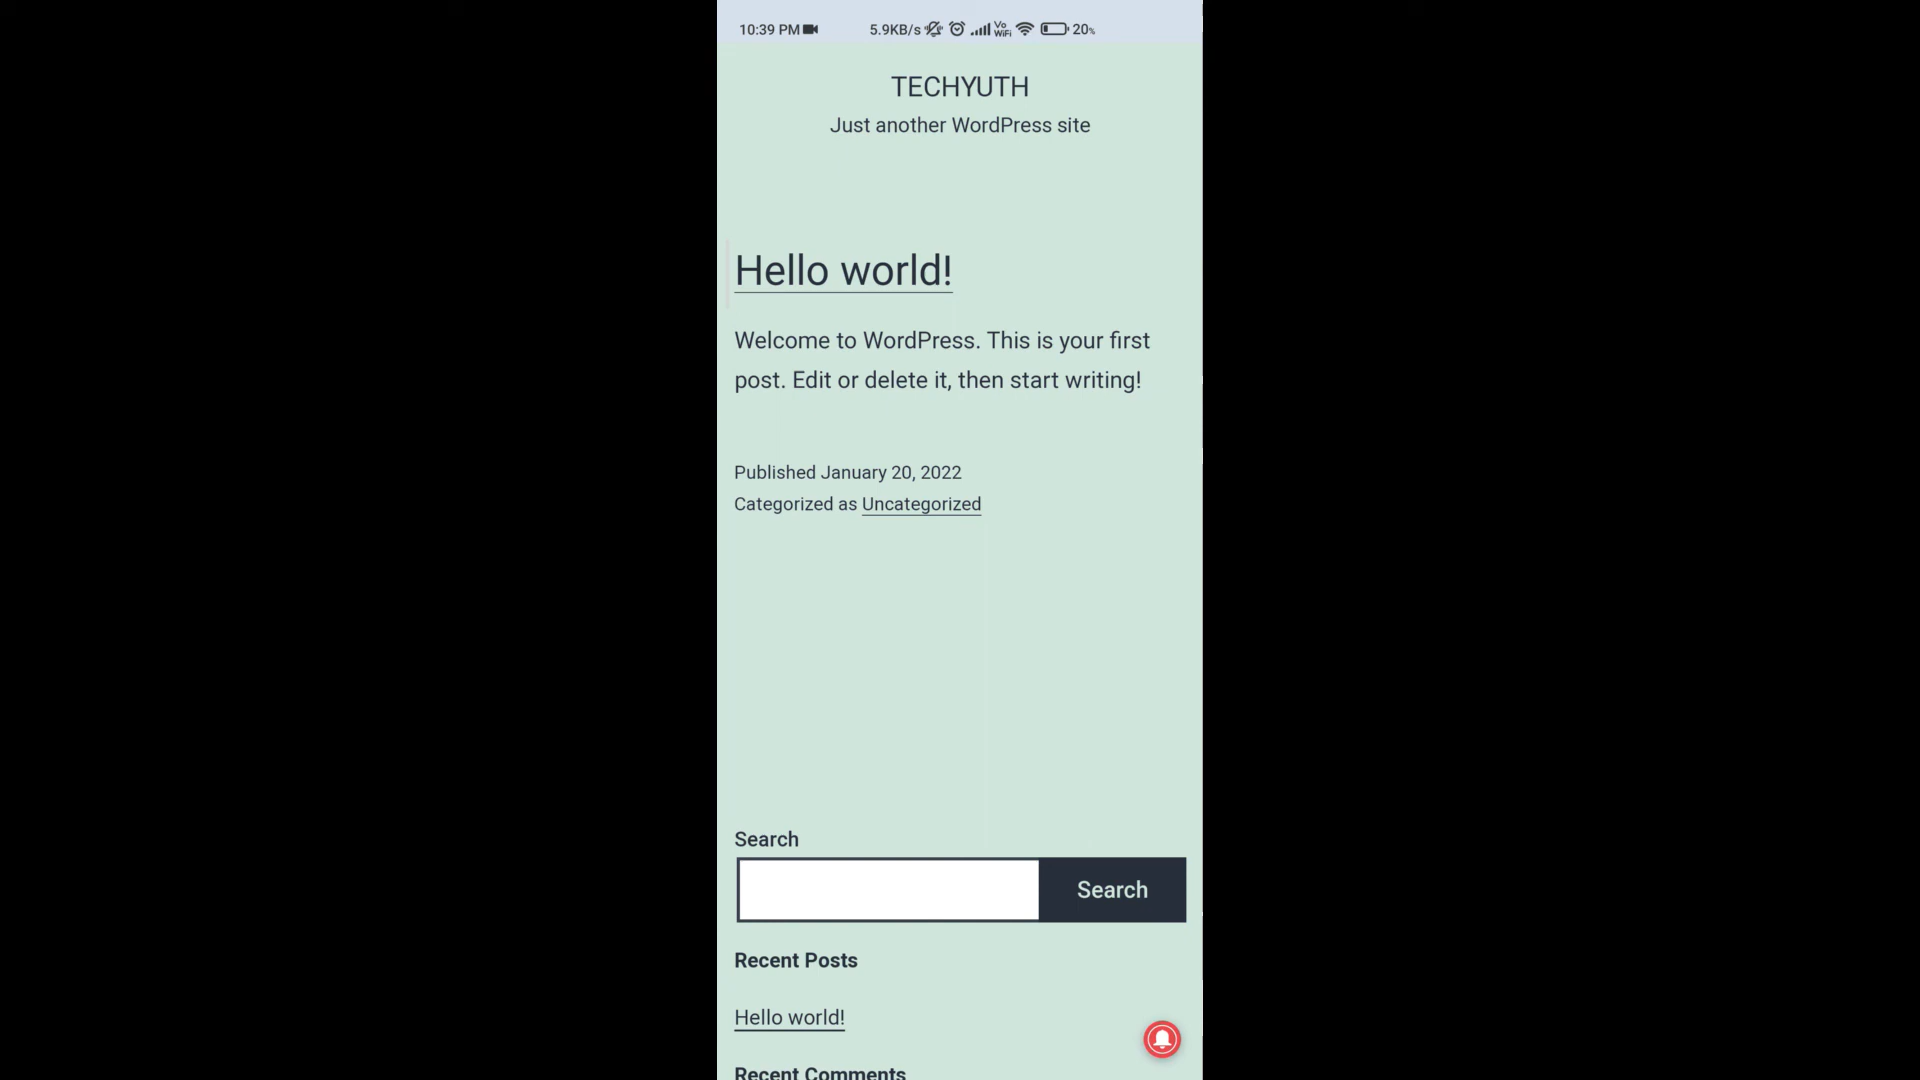 10:39 PM 5.9KB/s Vo WiFi 20%
TECHYUTH
Just another WordPress site
Hello world!
Welcome to WordPress. This is your first
post. Edit or delete it, then start writing!
Published January 20, 2022
Categorized as Uncategorized
Search
Search
Recent Posts
Hello world!
Recent Comments